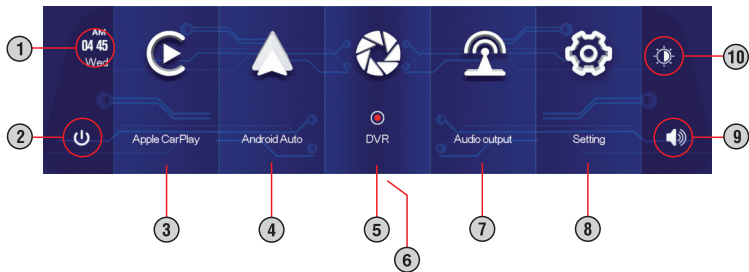 1
AM
04 45
Wed
10
2
Apple CarPlay
Android Auto
DVR
Audio output
Setting
9
3
4
5
6
7
8